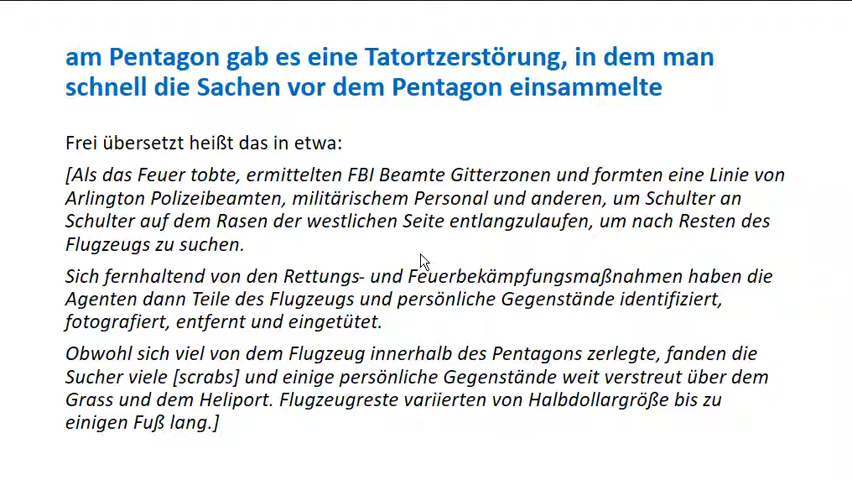 am Pentagon gab es eine Tatortzerstörung, in dem man
schnell die Sachen vor dem Pentagon einsammelte
Frei übersetzt heißt das in etwa:
[Als das Feuer tobte, ermittelten FBI Beamte Gitterzonen und formten eine Linie von
Arlington Polizeibeamten, militärischem Personal und anderen, um Schulter an
Schulter auf dem Rasen der westlichen Seite entlangzulaufen, um nach Resten des
Flugzeugs zu suchen.
Sich fernhaltend von den Rettungs- und Feuerbekämpfungsmaßnahmen haben die
Agenten dann Teile des Flugzeugs und persönliche Gegenstände identifiziert,
fotografiert, entfernt und eingetütet.
Obwohl sich viel von dem Flugzeug innerhalb des Pentagons zerlegte, fanden die
Sucher viele [scrabs] und einige persönliche Gegenstände weit verstreut über dem
Grass und dem Heliport. Flugzeugreste variierten von Halbdollargröße bis zu
einigen Fuß lang.]